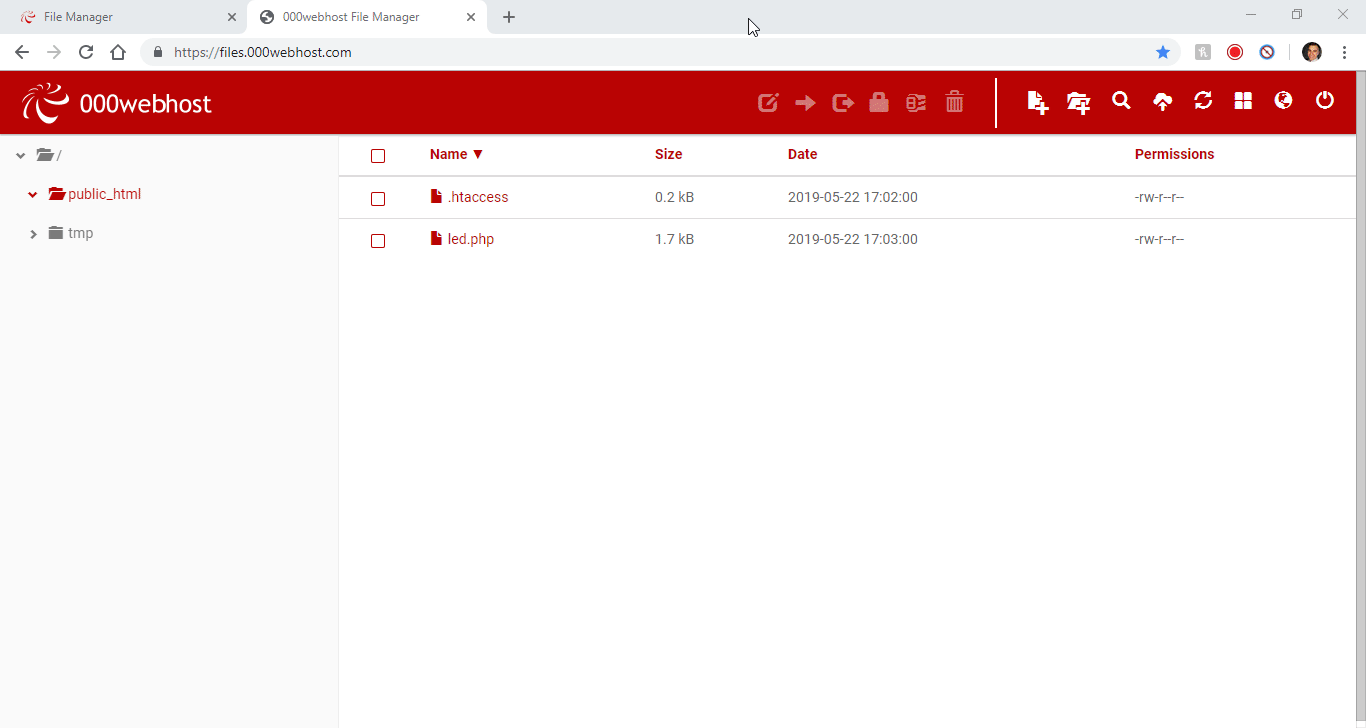 File Manager
000webhost File Manager
https://files.000webhost.com
000webhost
/
public_html
tmp
Name ▼ Size Date Permissions
.htaccess 0.2 kB 2019-05-22 17:02:00 -rw-r--r--
led.php 1.7 kB 2019-05-22 17:03:00 -rw-r--r--